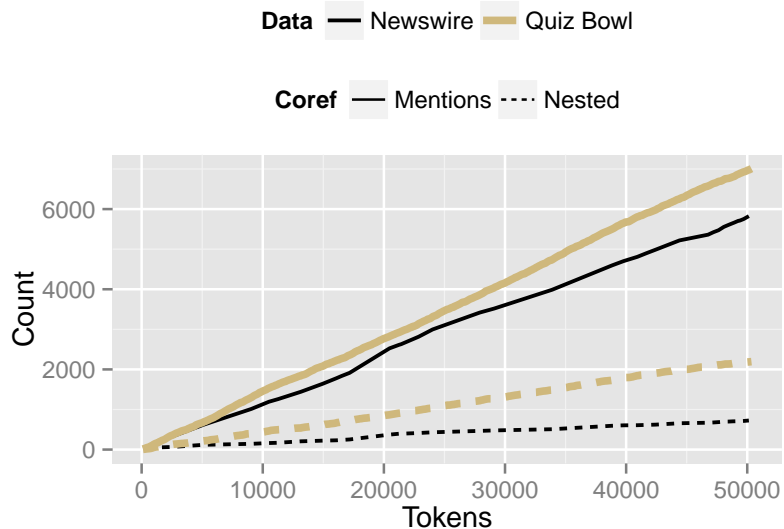 Data Newswire Quiz Bowl
Coref Mentions Nested
6000
4000
2000
0
Count
0 10000 20000 30000 40000 50000
Tokens